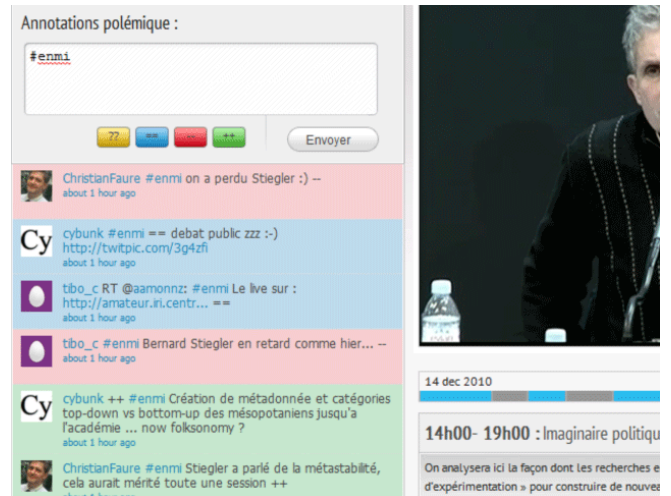 Annotations polémique :
#enmi
?? == -- ++
Envoyer
ChristianFaure #enmi on a perdu Stiegler :) --
about 1 hour ago
Cy
cybunk #enmi == debat public zzz :-)
http://twitpic.com/3g4zfi
about 1 hour ago
tibo_c RT @aamonnz: #enmi Le live sur :
http://amateur.iri.centr... ==
about 1 hour ago
tibo_c #enmi Bernard Stiegler en retard comme hier... --
about 1 hour ago
Cy
cybunk ++ #enmi Création de métadonnée et catégories
top-down vs bottom-up des mésopotaniens jusqu'a
l'académie ... now folksonomy ?
about 1 hour ago
ChristianFaure #enmi Stiegler a parlé de la métastabilité,
cela aurait mérité toute une session ++
about 1 hour ago
14 dec 2010
14h00- 19h00 : Imaginaire politiqu
On analysera ici la façon dont les recherches e
d'expérimentation » pour construire de nouvea